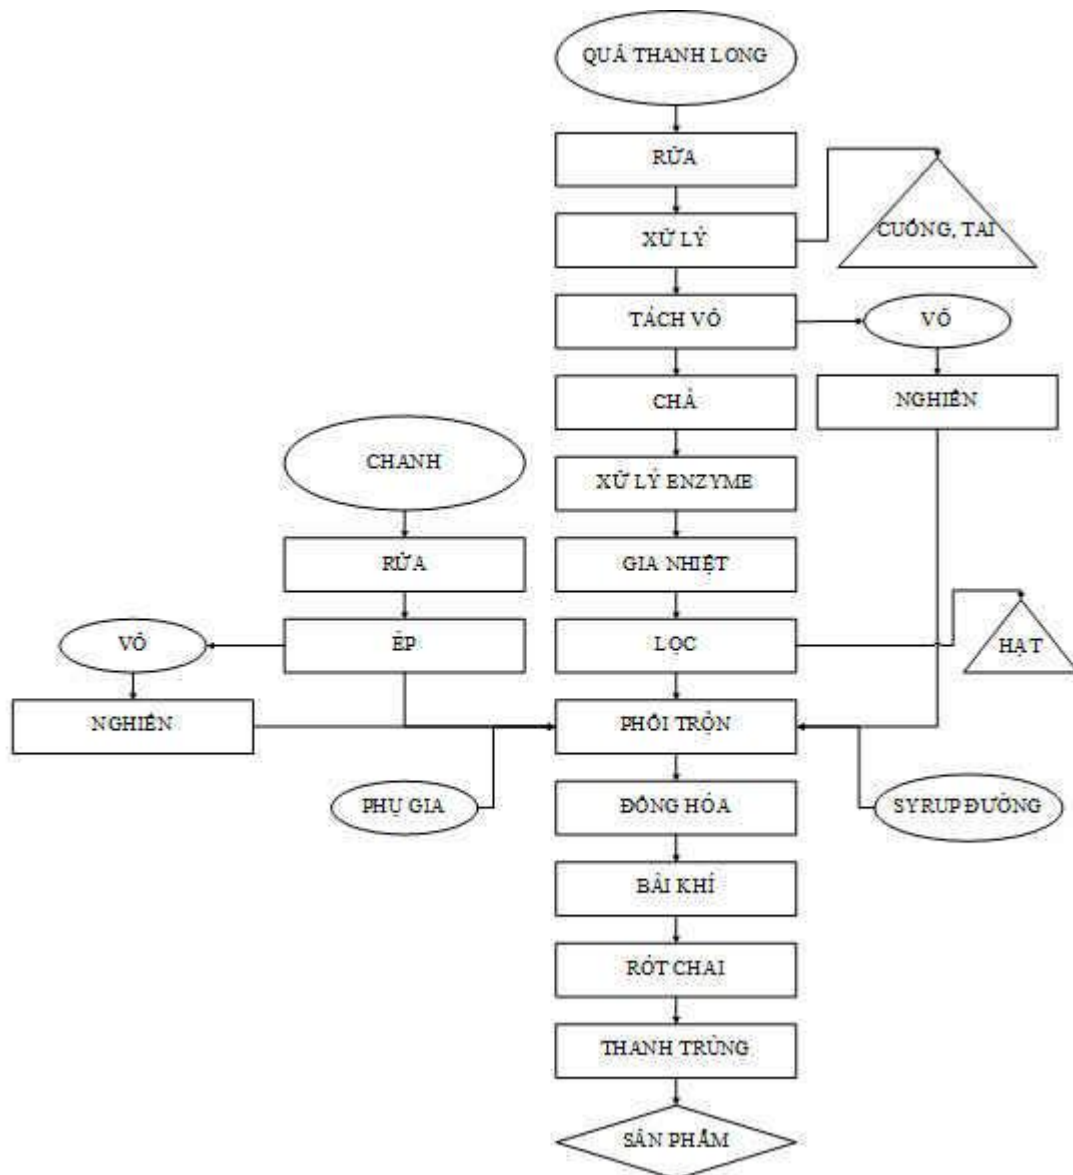 QUẢ THANH LONG
RỬA
XỬ LÝ
CUỐNG, TAI
TÁCH VỎ
VỎ
CHÀ
NGHIỀN
CHANH
XỬ LÝ ENZYME
RỬA
GIA NHIỆT
VỎ
ÉP
LỌC
HẠT
NGHIỀN
PHỐI TRỘN
PHỤ GIA
ĐỒNG HÓA
SYRUP ĐƯỜNG
BÀI KHÍ
RÓT CHAI
THANH TRÙNG
SẢN PHẨM